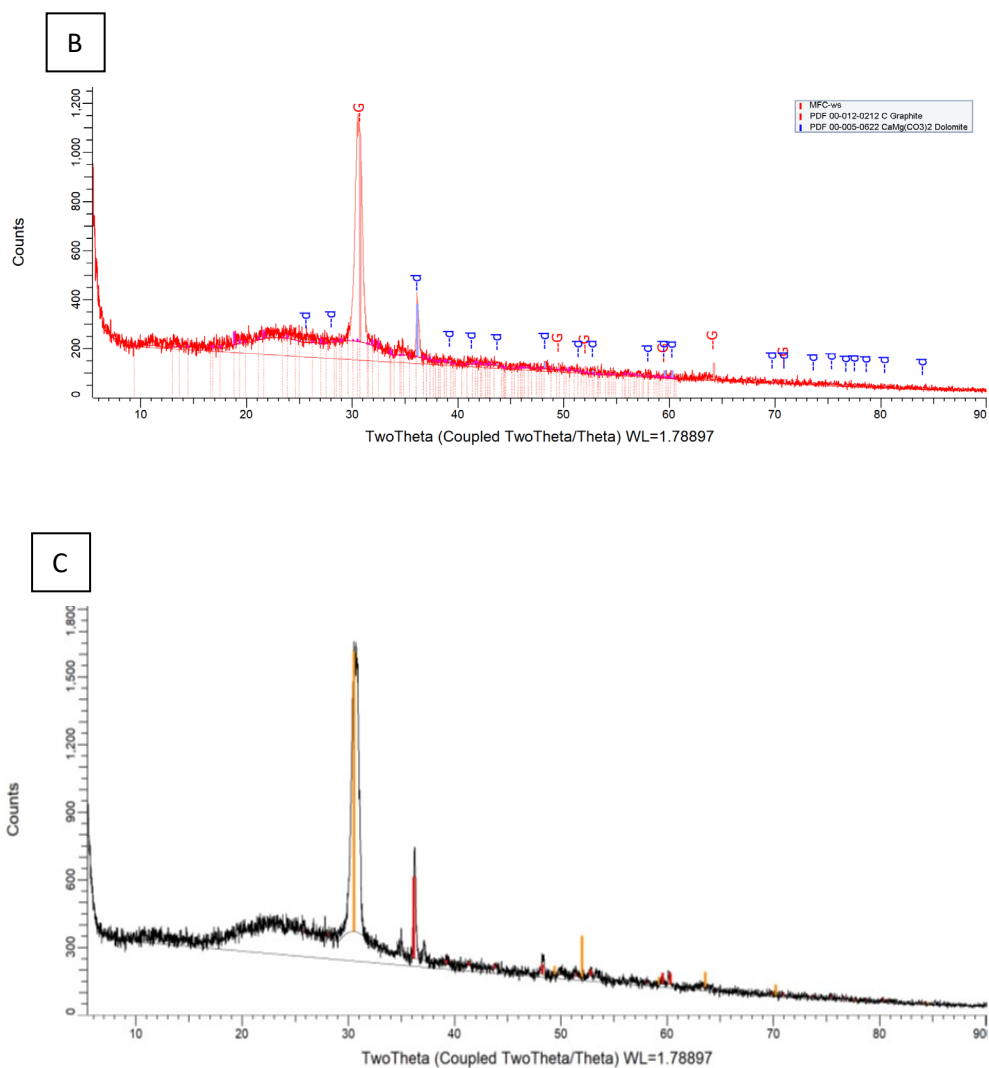 B
1,200
1,000
800
600
400
200
0
Counts
G
MFC-ws
PDF 00-012-0212 C Graphite
PDF 00-005-0622 CaMg(CO3)2 Dolomite
d d d d d d d G d G d d G d d G d d G d d d d d d d
10 20 30 40 50 60 70 80 90
TwoTheta (Coupled TwoTheta/Theta) WL=1.78897
C
1,800
1,500
1,200
900
600
300
0
Counts
10 20 30 40 50 60 70 80 90
TwoTheta (Coupled TwoTheta/Theta) WL=1.78897